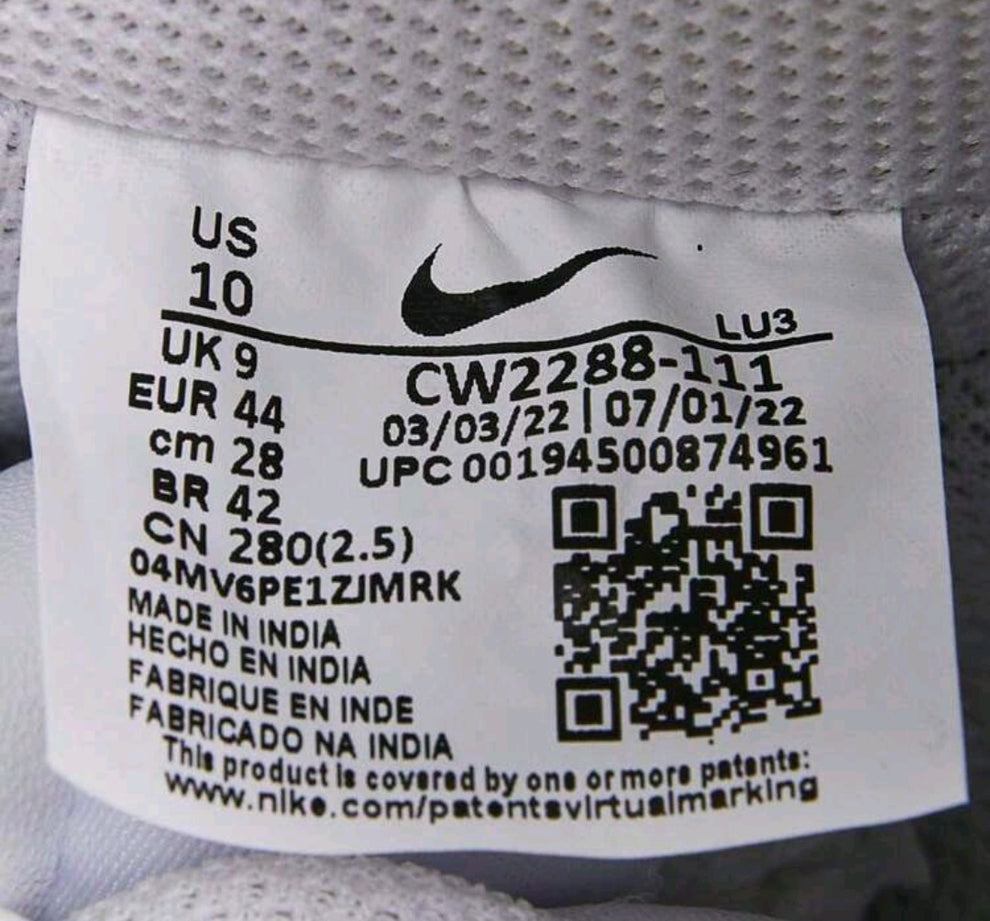 US
10
LU3
UK 9
EUR 44
cm 28
BR 42
CN 280(2.5)
CW2288-111
03/03/22 | 07/01/22
UPC 00194500874961
04MV6PE1ZJMRK
MADE IN INDIA
HECHO EN INDIA
FABRIQUE EN INDE
FABRICADO NA INDIA
This product is covered by one or more patents:
www.nike.com/patentsvirtualmarking